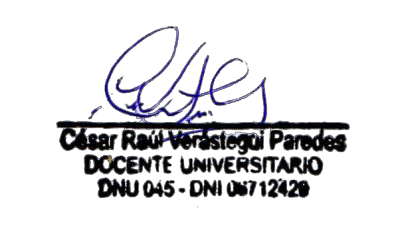 César Raúl Verástegui Paredes
DOCENTE UNIVERSITARIO
DNU 045 - DNI 06712429